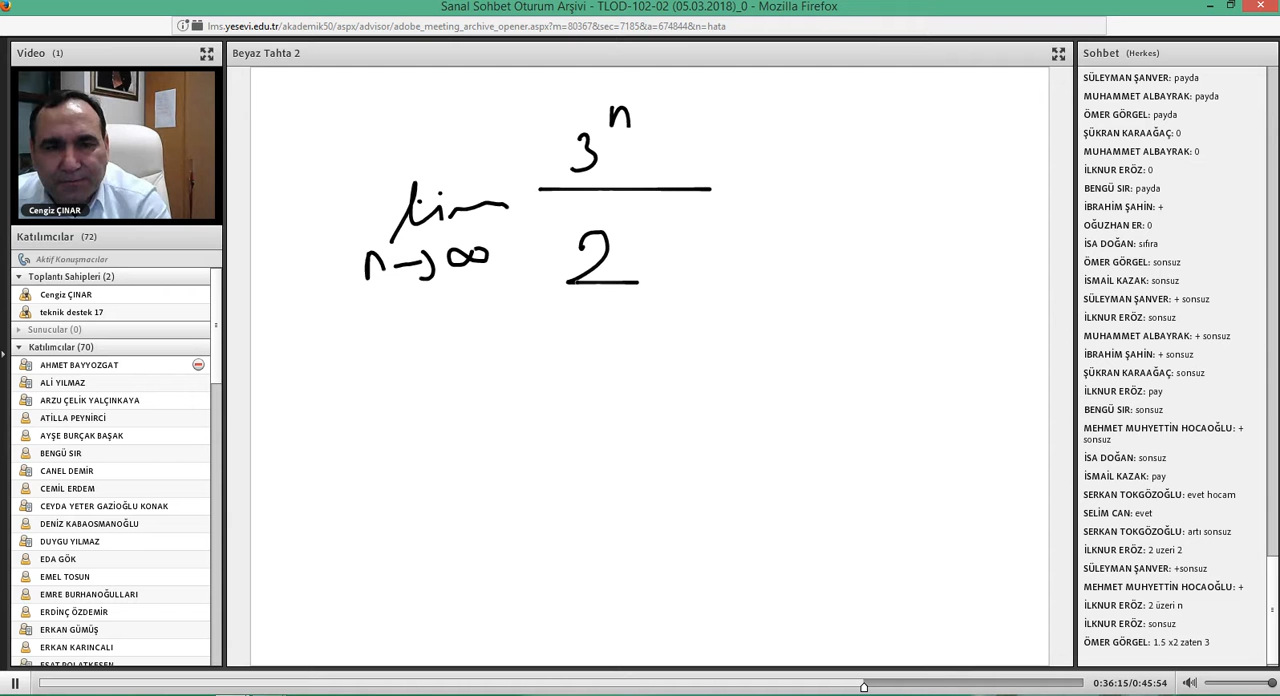 Sanal Sohbet Oturum Arşivi - TLOD-102-02 (05.03.2018)_0 - Mozilla Firefox
lms.yesevi.edu.tr/akademik50/aspx/advisor/adobe_meeting_archive_opener.aspx?m=80367&sec=7185&a=674844&n=hata
Video (1)
Cengiz ÇINAR
Katılımcılar (72)
Aktif Konuşmacılar
Toplantı Sahipleri (2)
Cengiz ÇINAR
teknik destek 17
Sunucular (0)
Katılımcılar (70)
AHMET BAYYOZGAT
ALİ YILMAZ
ARZU ÇELİK YALÇINKAYA
ATİLLA PEYNİRCİ
AYŞE BURÇAK BAŞAK
BENGÜ SIR
CANEL DEMİR
CEMİL ERDEM
CEYDA YETER GAZİOĞLU KONAK
DENİZ KABAOSMANOĞLU
DUYGU YILMAZ
EDA GÖK
EMEL TOSUN
EMRE BURHANOĞULLARI
ERDİNÇ ÖZDEMİR
ERKAN GÜMÜŞ
ERKAN KARINCALI
ESAT POLATKESEN
Beyaz Tahta 2
3^n
lim
n→∞
2
Sohbet (Herkes)
SÜLEYMAN ŞANVER: payda
MUHAMMET ALBAYRAK: payda
ÖMER GÖRGEL: payda
ŞÜKRAN KARAAĞAÇ: 0
MUHAMMET ALBAYRAK: 0
İLKNUR ERÖZ: 0
BENGÜ SIR: payda
İBRAHİM ŞAHİN: +
OĞUZHAN ER: 0
İSA DOĞAN: sıfıra
ÖMER GÖRGEL: sonsuz
İSMAİL KAZAK: sonsuz
SÜLEYMAN ŞANVER: + sonsuz
İLKNUR ERÖZ: sonsuz
MUHAMMET ALBAYRAK: + sonsuz
İBRAHİM ŞAHİN: + sonsuz
ŞÜKRAN KARAAĞAÇ: sonsuz
İLKNUR ERÖZ: pay
BENGÜ SIR: sonsuz
MEHMET MUHYETTİN HOCAOĞLU: +
sonsuz
İSA DOĞAN: sonsuz
İSMAİL KAZAK: pay
SERKAN TOKGÖZOĞLU: evet hocam
SELİM CAN: evet
SERKAN TOKGÖZOĞLU: artı sonsuz
İLKNUR ERÖZ: 2 uzeri 2
SÜLEYMAN ŞANVER: +sonsuz
MEHMET MUHYETTİN HOCAOĞLU: +
İLKNUR ERÖZ: 2 üzeri n
İLKNUR ERÖZ: sonsuz
ÖMER GÖRGEL: 1.5 x2 zaten 3
0:36:15/0:45:54